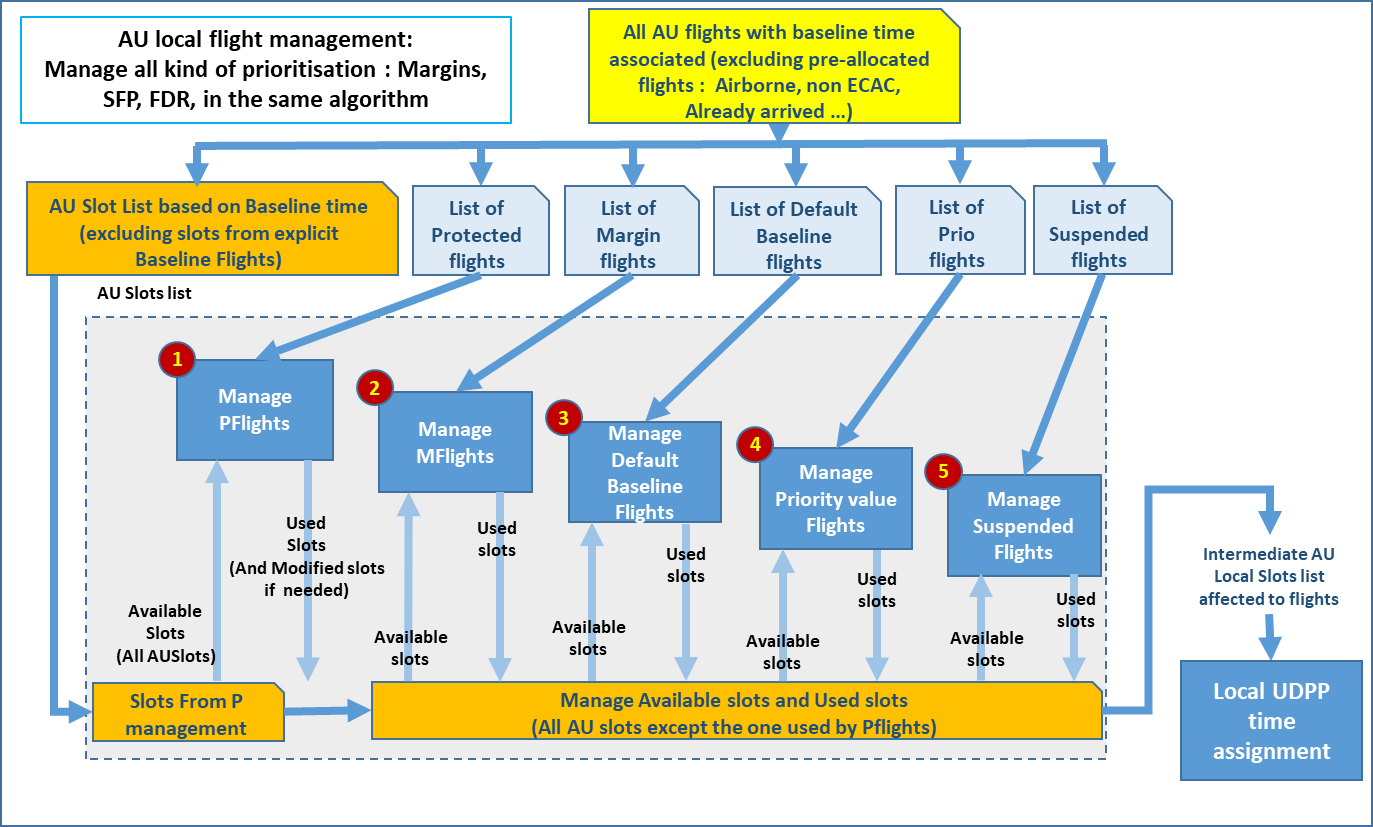 AU local flight management:
Manage all kind of prioritisation : Margins,
SFP, FDR, in the same algorithm
All AU flights with baseline time
associated (excluding pre-allocated
flights :  Airborne, non ECAC,
Already arrived …)
AU Slot List based on Baseline time
(excluding slots from explicit
Baseline Flights)
List of
Protected
flights
List of
Margin
flights
List of Default
Baseline
flights
List of
Prio
flights
List of
Suspended
flights
AU Slots list
1
Manage
PFlights
2
Manage
MFlights
3
Manage
Default
Baseline
Flights
4
Manage
Priority value
Flights
5
Manage
Suspended
Flights
Used
Slots
(And Modified slots
if  needed)
Available
Slots
(All AUSlots)
Used
slots
Available
slots
Used
slots
Available
slots
Used
slots
Available
slots
Used
slots
Available
slots
Slots From P
management
Manage Available slots and Used slots
(All AU slots except the one used by Pflights)
Intermediate AU
Local Slots list
affected to flights
Local UDPP
time
assignment